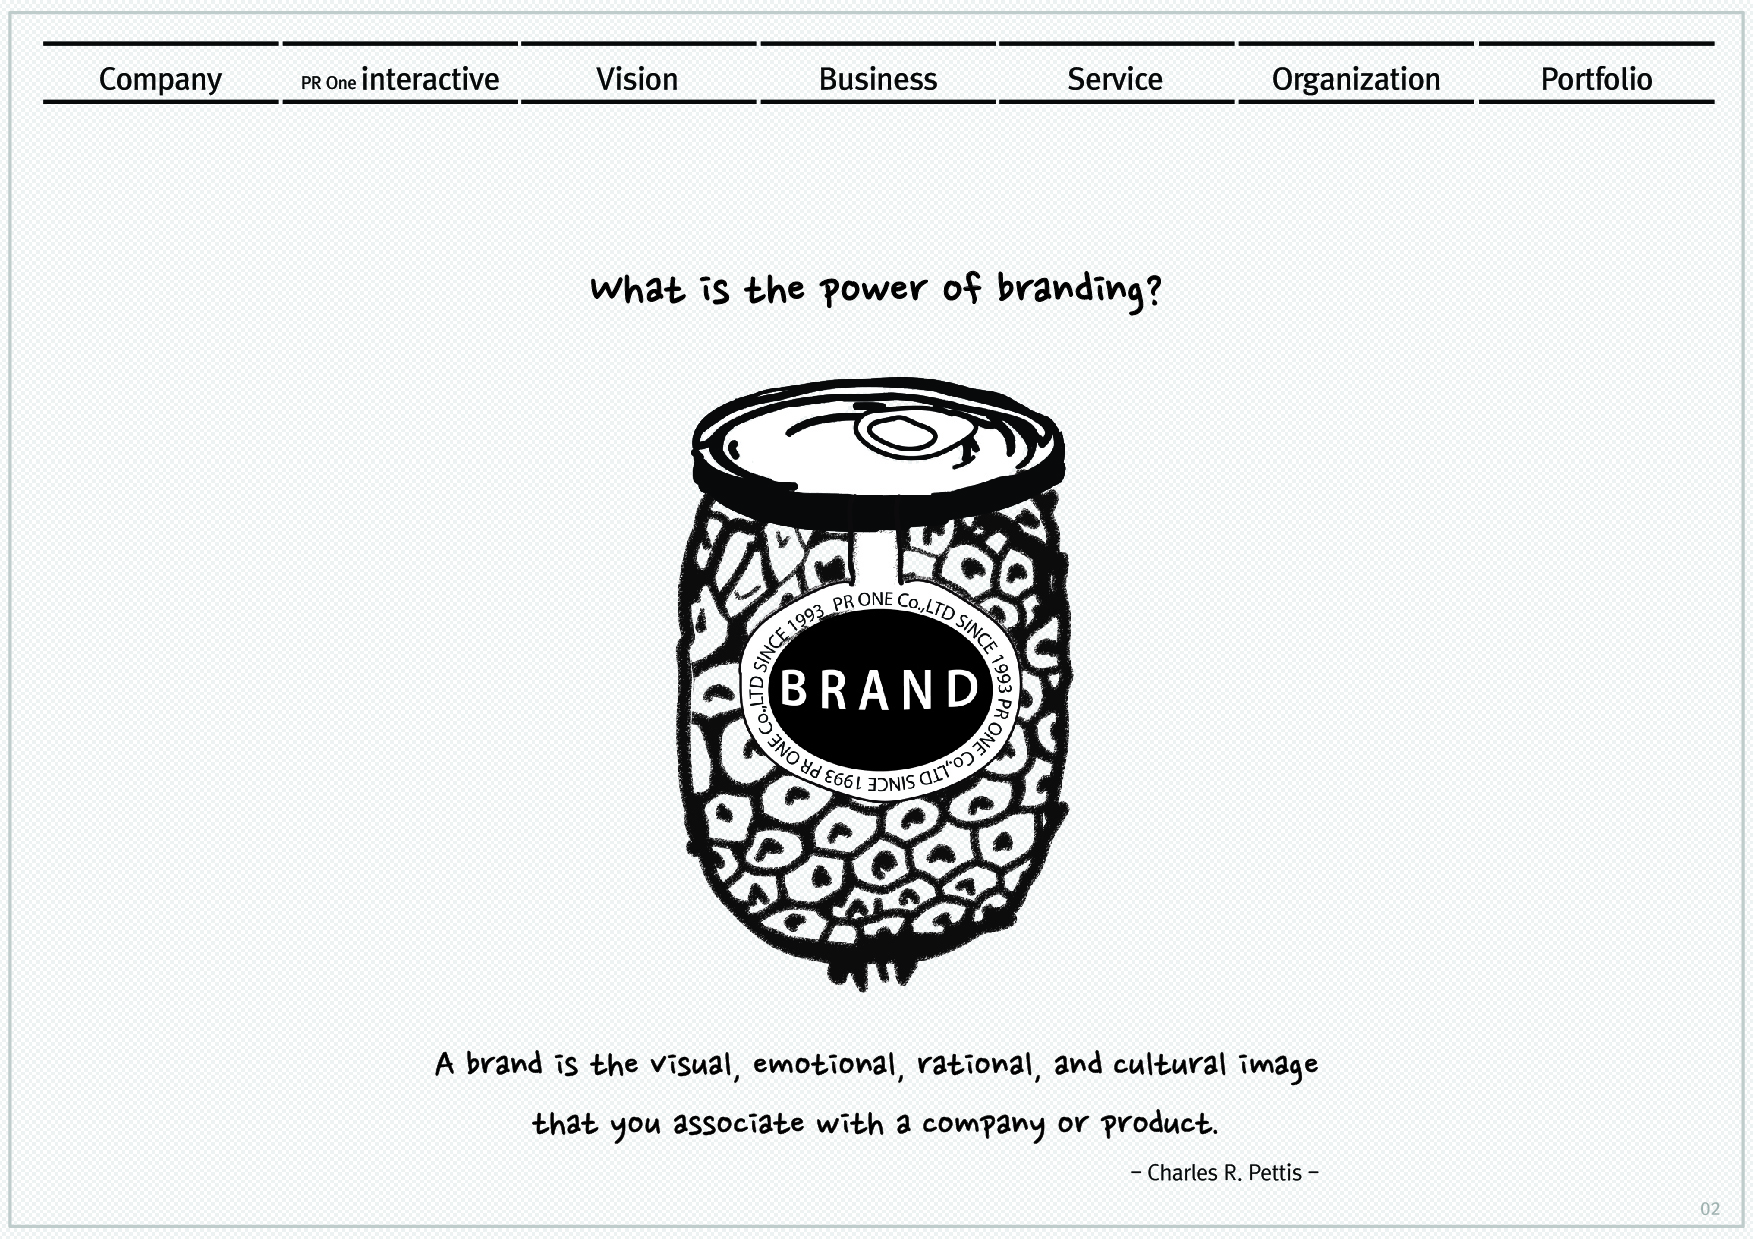 Company
PR One interactive
Vision
Business
Service
Organization
Portfolio
What is the power of branding?
PR ONE Co.,LTD SINCE 1993 PR ONE Co.,LTD SINCE 1993 PR ONE Co.,LTD SINCE 1993
BRAND
A brand is the visual, emotional, rational, and cultural image
that you associate with a company or product.
– Charles R. Pettis –
02